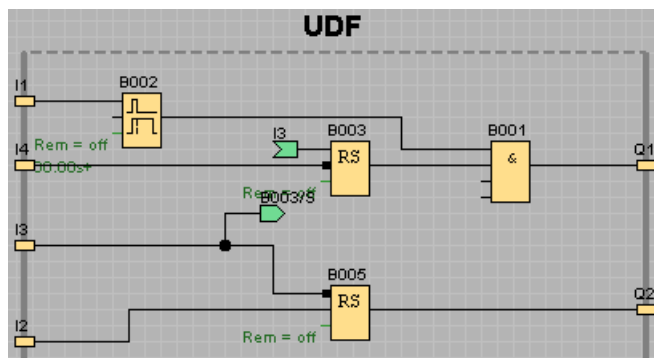 UDF
I1
B002
Rem = off
00.00s+
I4
I3
B003
RS
Rem = off
B001
&
Q1
B003/S
I3
B005
RS
Rem = off
Q2
I2